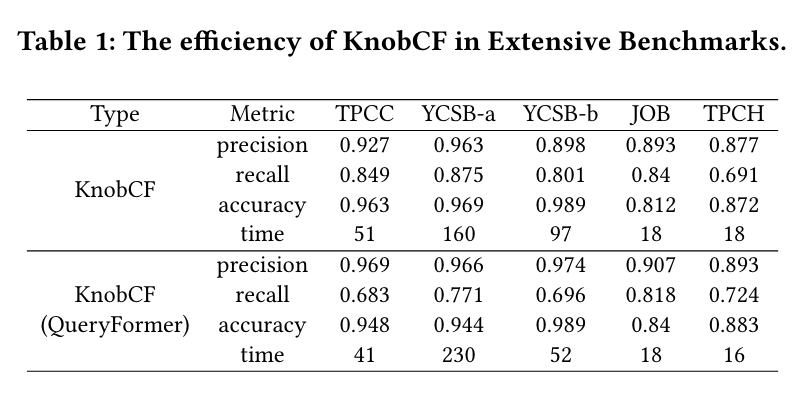 Table 1: The efficiency of KnobCF in Extensive Benchmarks.
Type Metric TPCC YCSB-a YCSB-b JOB TPCH
precision 0.927 0.963 0.898 0.893 0.877
recall 0.849 0.875 0.801 0.84 0.691
KnobCF
accuracy 0.963 0.969 0.989 0.812 0.872
time 51 160 97 18 18
precision 0.969 0.966 0.974 0.907 0.893
KnobCF recall 0.683 0.771 0.696 0.818 0.724
(QueryFormer) accuracy 0.948 0.944 0.989 0.84 0.883
time 41 230 52 18 16